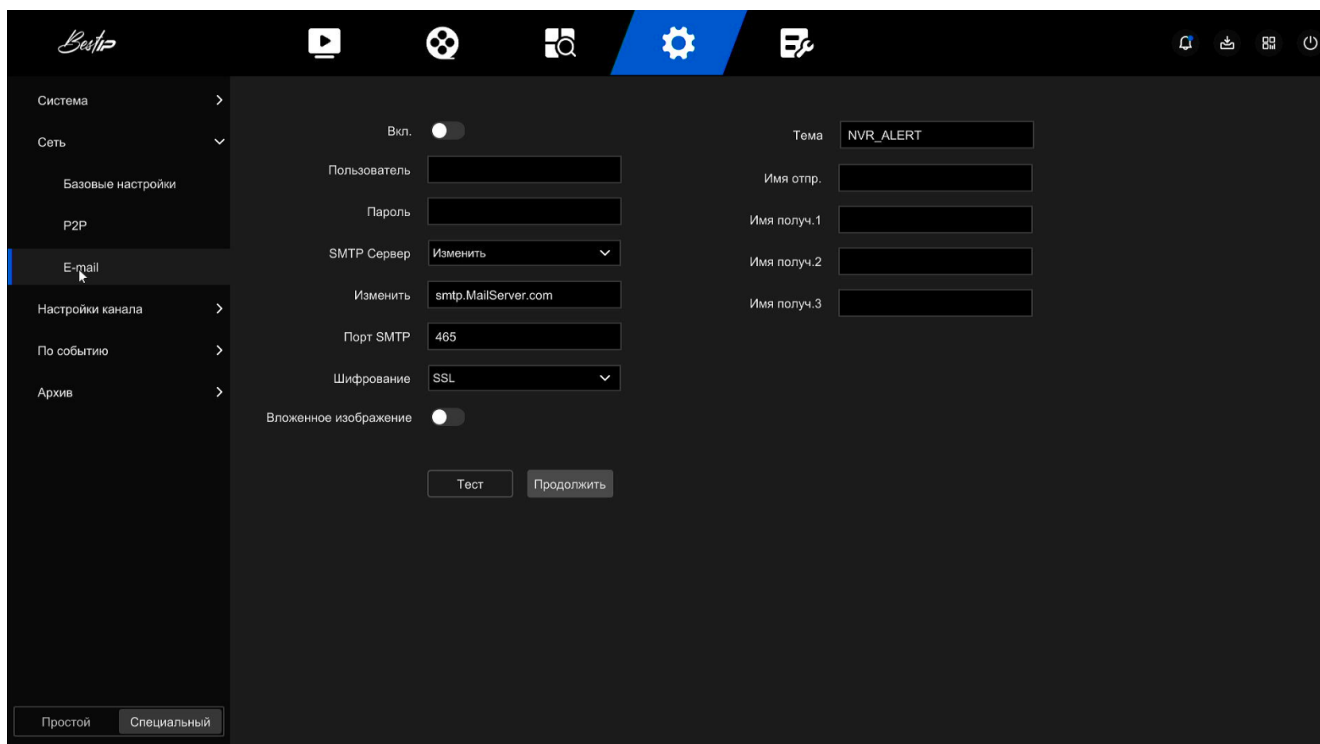 Bestip
Система
Сеть
Базовые настройки
P2P
E-mail
Настройки канала
По событию
Архив
Простой
Специальный
Вкл.
Пользователь
Пароль
SMTP Сервер Изменить
Изменить smtp.MailServer.com
Порт SMTP 465
Шифрование SSL
Вложенное изображение
Тест Продолжить
Тема NVR_ALERT
Имя отпр.
Имя получ.1
Имя получ.2
Имя получ.3